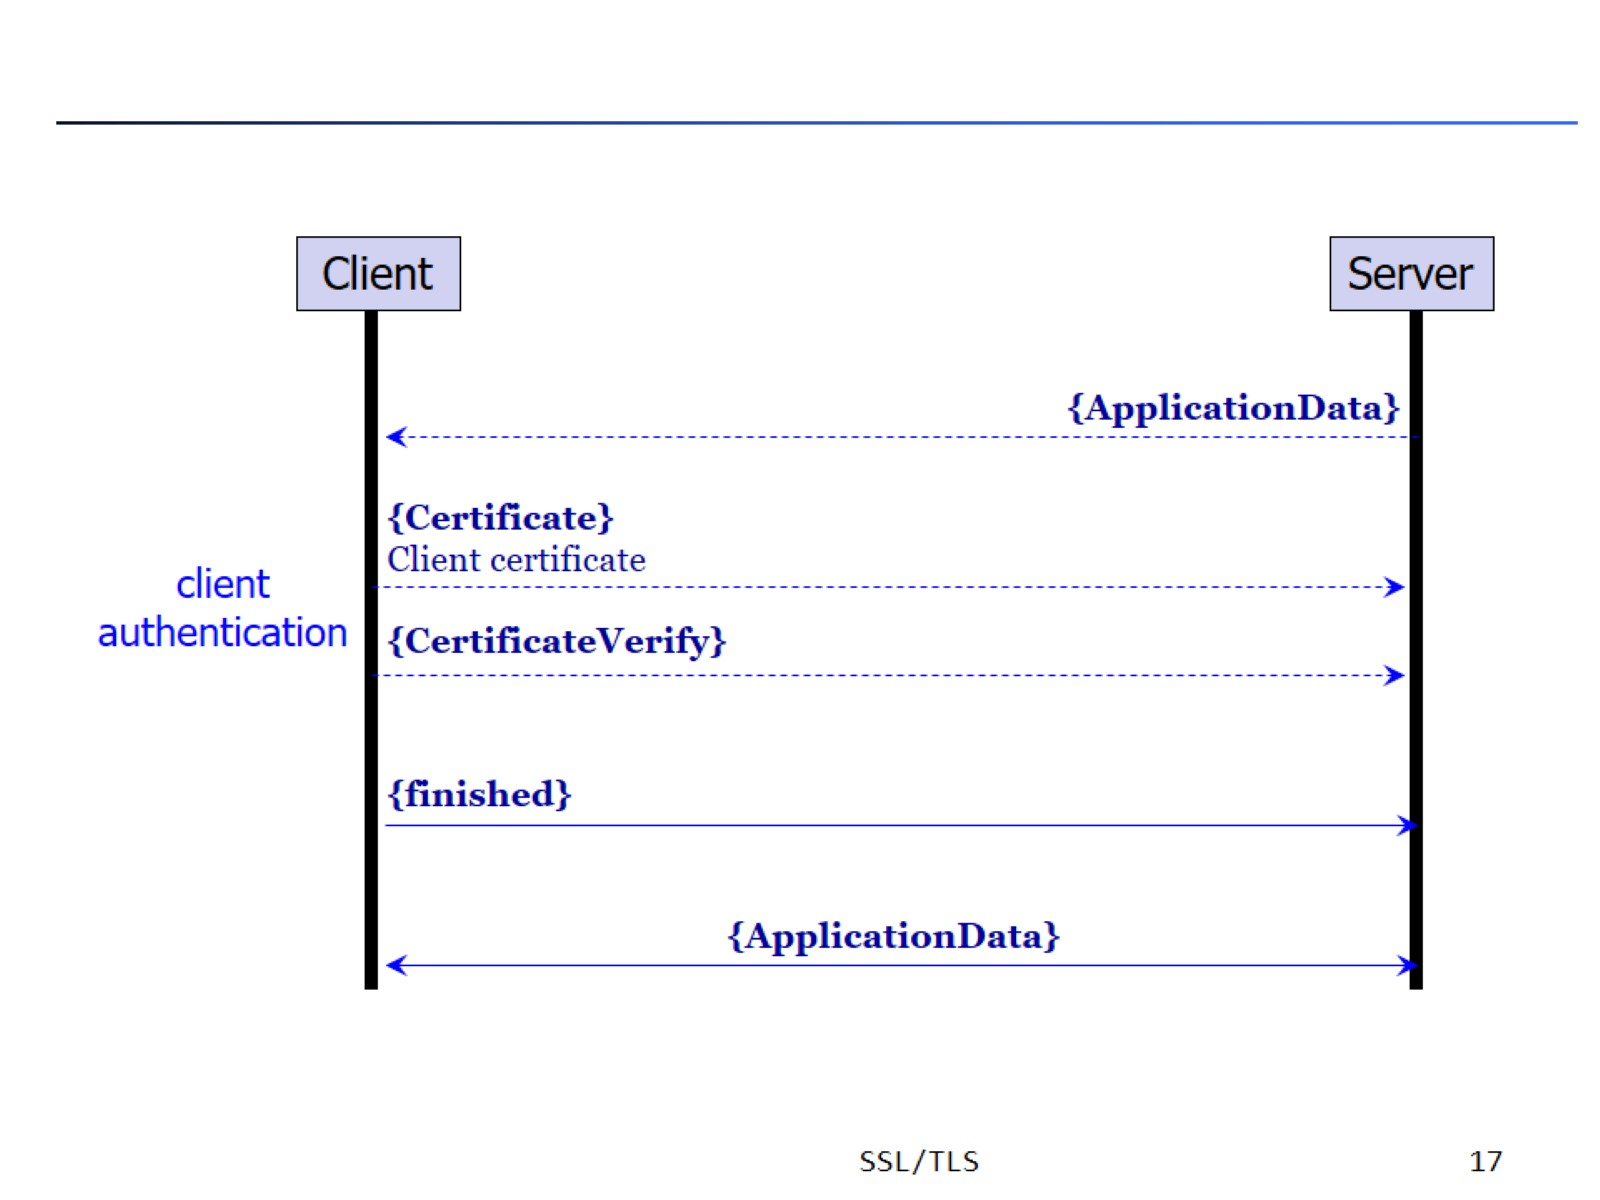 Client
Server
{ApplicationData}
{Certificate}
Client certificate
client
authentication
{CertificateVerify}
{finished}
{ApplicationData}
SSL/TLS
17